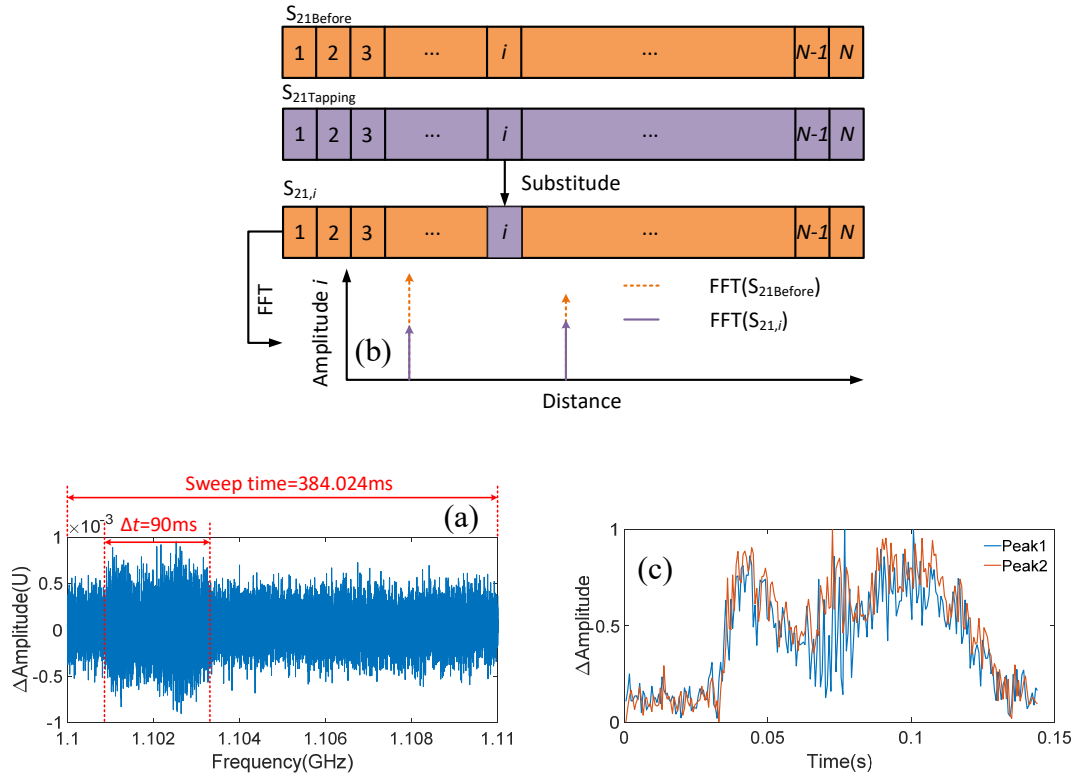 S21Before
1 2 3 ... i ... N-1 N
S21Tapping
1 2 3 ... i ... N-1 N
Substitude
S21,i
1 2 3 ... i ... N-1 N
FFT
Amplitude i
(b)
FFT(S21Before)
FFT(S21,i)
Distance
Sweep time=384.024ms
(a)
×10-3
Δt=90ms
ΔAmplitude(U)
1
0.5
0
-0.5
-1
1.1 1.102 1.104 1.106 1.108 1.11
Frequency(GHz)
(c)
Peak1
Peak2
ΔAmplitude
1
0.5
0
0 0.05 0.1 0.15
Time(s)